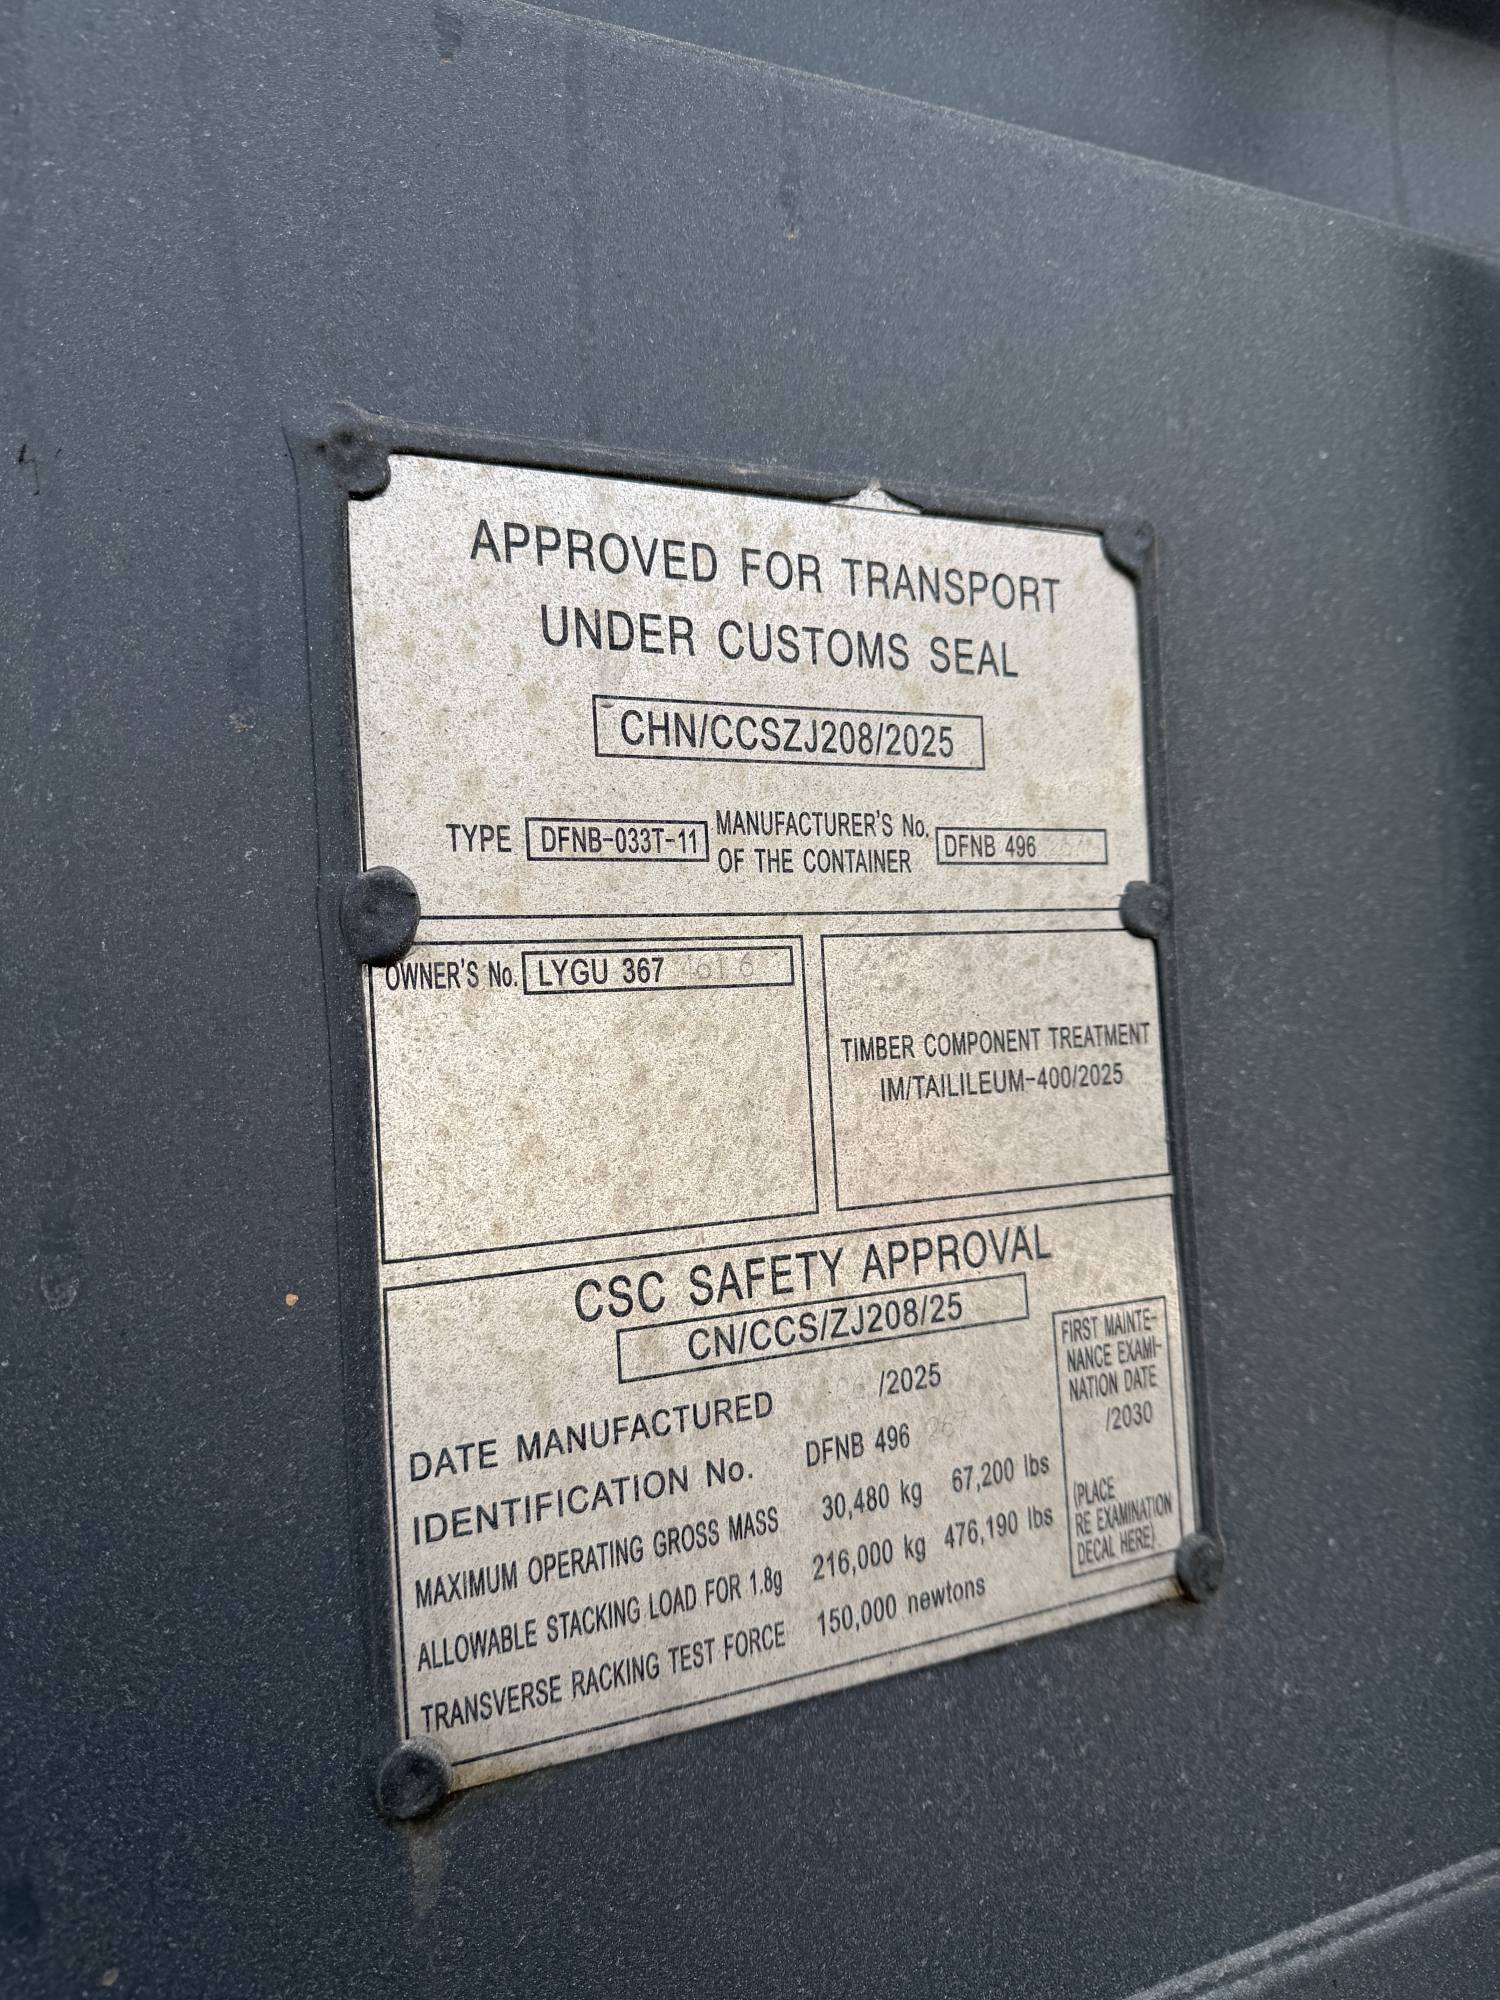 APPROVED FOR TRANSPORT
UNDER CUSTOMS SEAL
CHN/CCSZJ208/2025
TYPE DFNB-033T-11 MANUFACTURER'S No. OF THE CONTAINER DFNB 496
OWNER'S No. LYGU 367
TIMBER COMPONENT TREATMENT
IM/TAILILEUM-400/2025
CSC SAFETY APPROVAL
CN/CCS/ZJ208/25
DATE MANUFACTURED /2025
IDENTIFICATION No. DFNB 496
MAXIMUM OPERATING GROSS MASS 30,480 kg 67,200 lbs
ALLOWABLE STACKING LOAD FOR 1.8g 216,000 kg 476,190 lbs
TRANSVERSE RACKING TEST FORCE 150,000 newtons
FIRST MAINTE-
NANCE EXAMI-
NATION DATE
/2030
(PLACE
RE EXAMINATION
DECAL HERE)